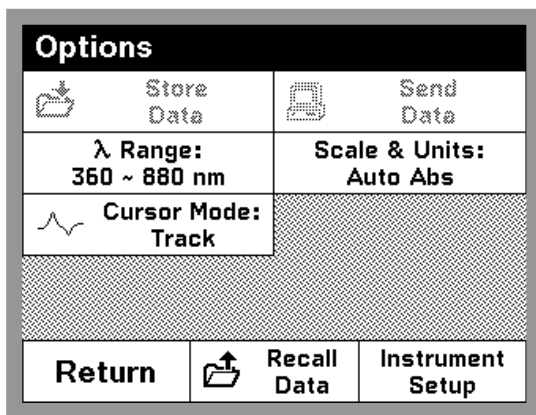 Options
Store
Data
Send
Data
λ Range:
360 ~ 880 nm
Scale & Units:
Auto Abs
Cursor Mode:
Track
Return
Recall
Data
Instrument
Setup